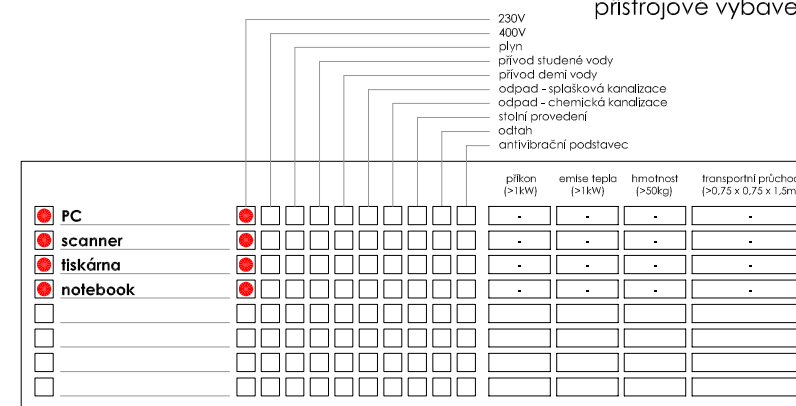 přístrojové vybave
230V
400V
plyn
přívod studené vody
přívod demi vody
odpad - splašková kanalizace
odpad - chemická kanalizace
stolní provedení
odtah
antivibrační podstavec
příkon emise tepla hmotnost transportní průchod
(>1kW) (>1kW) (>50kg) (>0,75 x 0,75 x 1,5m
PC - - - -
scanner - - - -
tiskárna - - - -
notebook - - - -